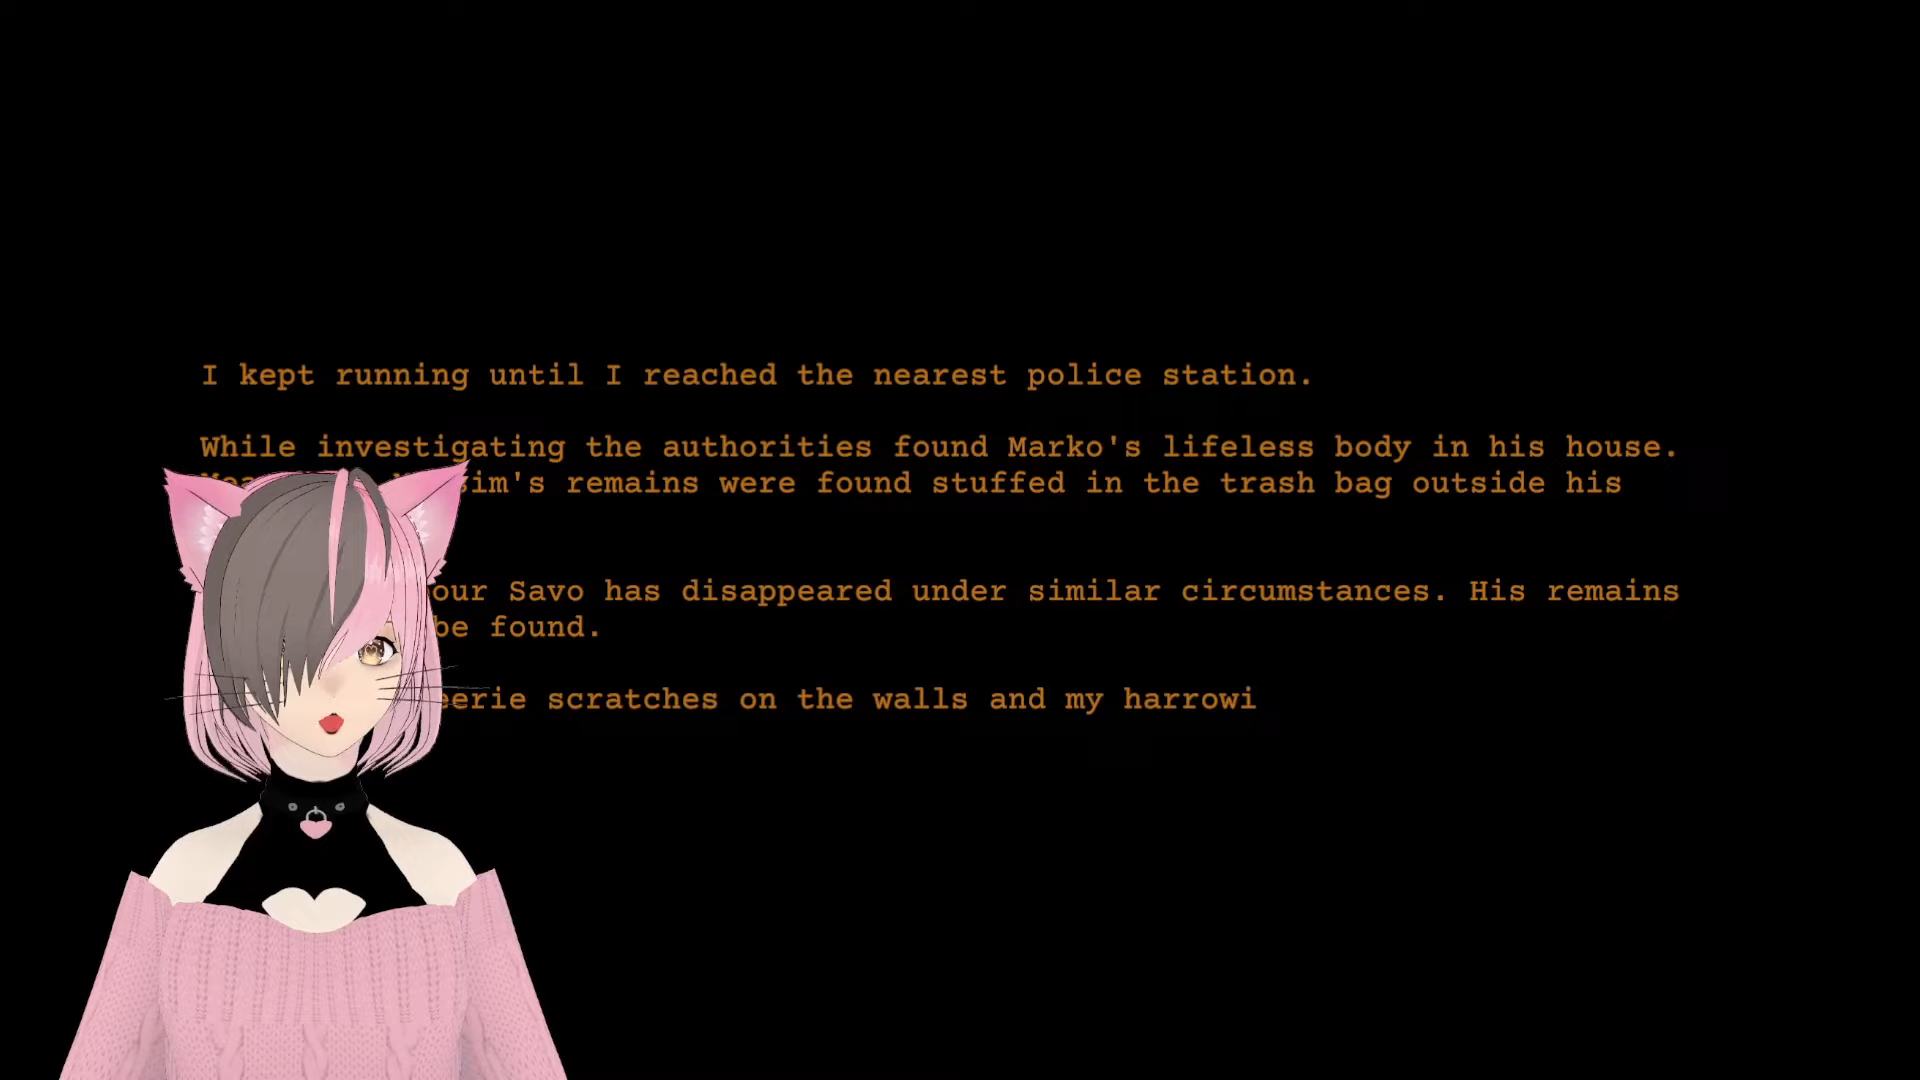 I kept running until I reached the nearest police station.
While investigating the authorities found Marko's lifeless body in his house.
remains were found stuffed in the trash bag outside his
Savo has disappeared under similar circumstances. His remains
be found.
eerie scratches on the walls and my harrowi